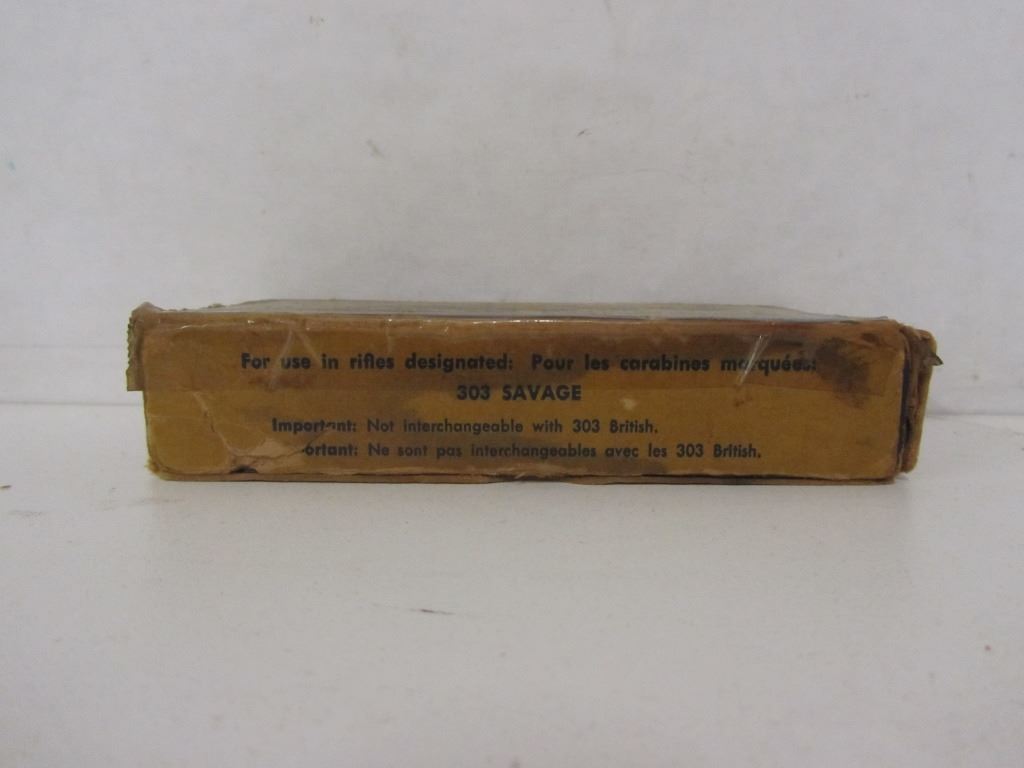 For use in rifles designated: Pour les carabines marquées:
303 SAVAGE
Important: Not interchangeable with 303 British.
portant: Ne sont pas interchangeables avec les 303 British.